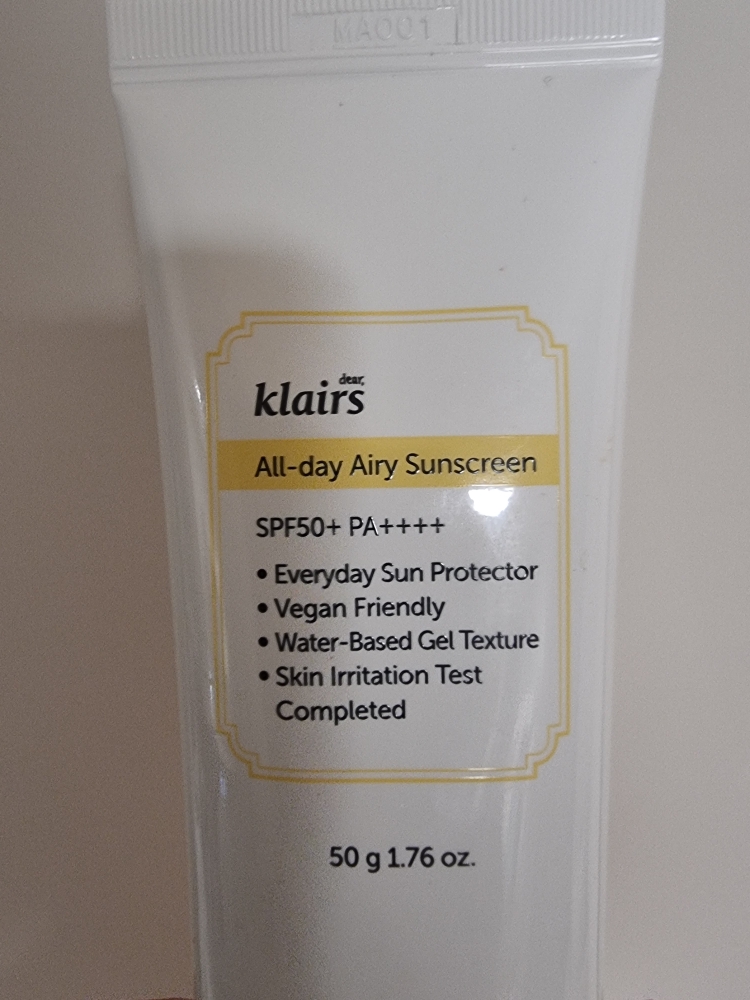 MA001
dear,
klairs
All-day Airy Sunscreen
SPF50+ PA++++
• Everyday Sun Protector
• Vegan Friendly
• Water-Based Gel Texture
• Skin Irritation Test
Completed
50 g 1.76 oz.